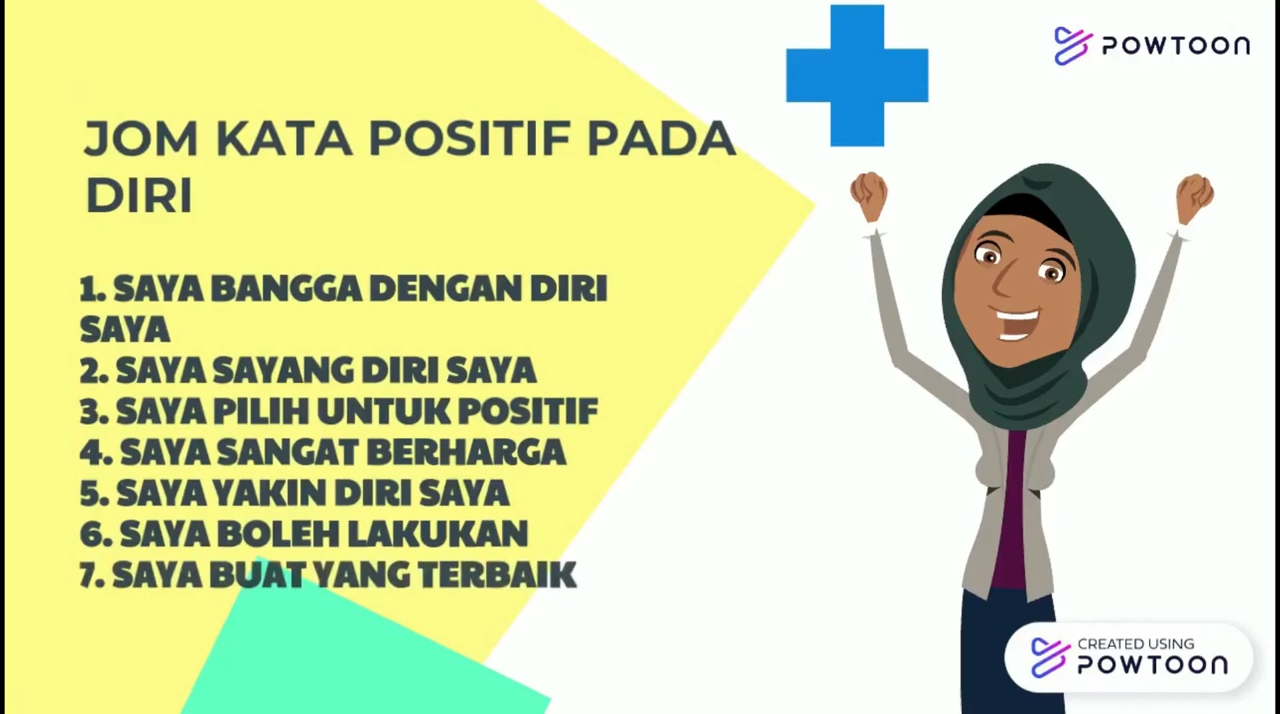 POWTOON
JOM KATA POSITIF PADA
DIRI
1. SAYA BANGGA DENGAN DIRI
SAYA
2. SAYA SAYANG DIRI SAYA
3. SAYA PILIH UNTUK POSITIF
4. SAYA SANGAT BERHARGA
5. SAYA YAKIN DIRI SAYA
6. SAYA BOLEH LAKUKAN
7. SAYA BUAT YANG TERBAIK
CREATED USING
POWTOON